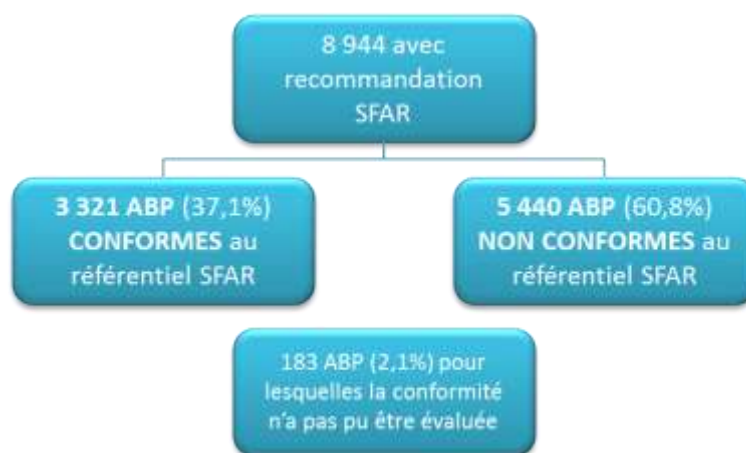 8 944 avec
recommandation
SFAR
3 321 ABP (37,1%)
CONFORMES au
référentiel SFAR
5 440 ABP (60,8%)
NON CONFORMES au
référentiel SFAR
183 ABP (2,1%) pour
lesquelles la conformité
n'a pas pu être évaluée